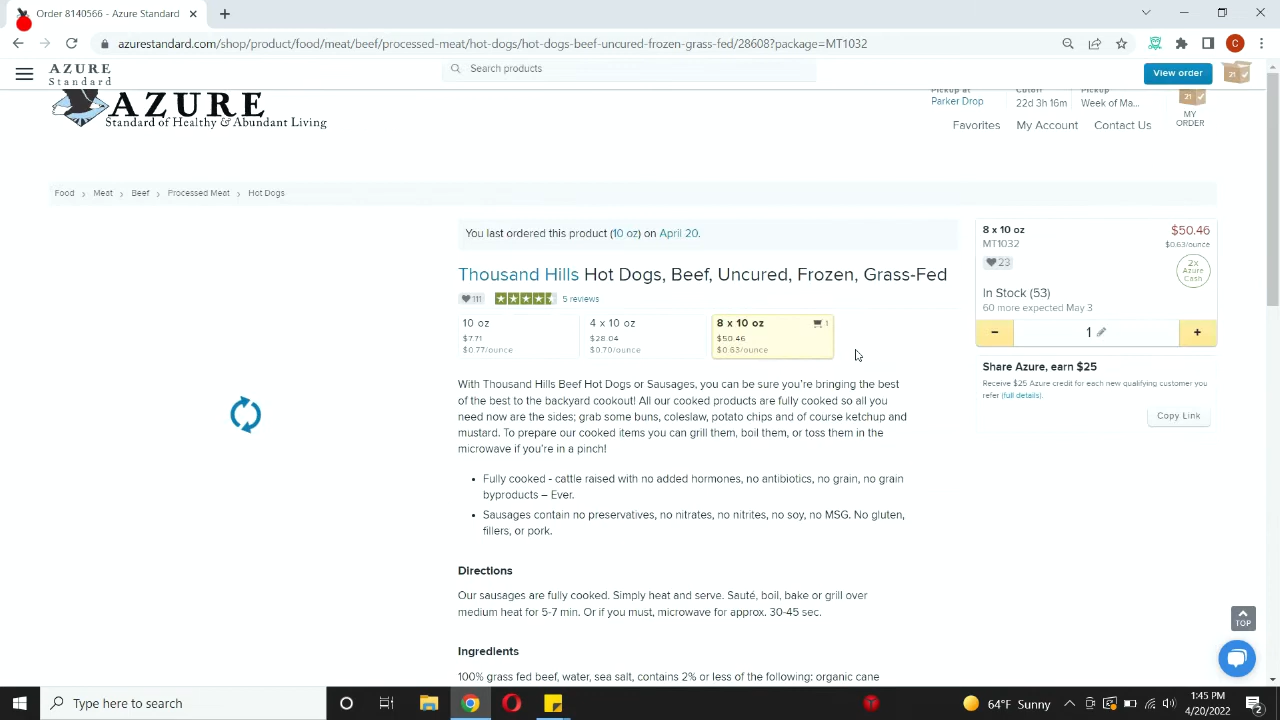 Order 8140566 - Azure Standard
azurestandard.com/shop/product/food/meat/beef/processed-meat/hot-dogs/hot-dogs-beef-uncured-frozen-grass-fed/28608?package=MT1032
C
AZURE
Standard
Search products
View order
21
AZURE
Standard of Healthy & Abundant Living
Pickup at
Parker Drop
Cutoff
22d 3h 16m
Pickup
Week of Ma...
21
MY
ORDER
Favorites
My Account
Contact Us
Food > Meat > Beef > Processed Meat > Hot Dogs
You last ordered this product (10 oz) on April 20.
Thousand Hills Hot Dogs, Beef, Uncured, Frozen, Grass-Fed
111
5 reviews
10 oz
$7.71
$0.77/ounce
4 x 10 oz
$28.04
$0.70/ounce
8 x 10 oz
1
$50.46
$0.63/ounce
With Thousand Hills Beef Hot Dogs or Sausages, you can be sure you're bringing the best
of the best to the backyard cookout! All our cooked products are fully cooked so all you
need now are the sides; grab some buns, coleslaw, potato chips and of course ketchup and
mustard. To prepare our cooked items you can grill them, boil them, or toss them in the
microwave if you're in a pinch!
• Fully cooked - cattle raised with no added hormones, no antibiotics, no grain, no grain
byproducts – Ever.
• Sausages contain no preservatives, no nitrates, no nitrites, no soy, no MSG. No gluten,
fillers, or pork.
Directions
Our sausages are fully cooked. Simply heat and serve. Sauté, boil, bake or grill over
medium heat for 5-7 min. Or if you must, microwave for approx. 30-45 sec.
Ingredients
100% grass fed beef, water, sea salt, contains 2% or less of the following: organic cane
8 x 10 oz
$50.46
MT1032
$0.63/ounce
23
2x
Azure
Cash
In Stock (53)
60 more expected May 3
- 1 +
Share Azure, earn $25
Receive $25 Azure credit for each new qualifying customer you
refer (full details).
Copy Link
TOP
Type here to search
64°F Sunny
1:45 PM
4/20/2022
2